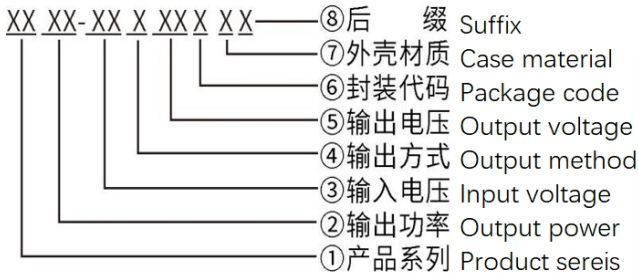 XX XX-XX X XX X X X
⑧后 缀 Suffix
⑦外壳材质 Case material
⑥封装代码 Package code
⑤输出电压 Output voltage
④输出方式 Output method
③输入电压 Input voltage
②输出功率 Output power
①产品系列 Product sereis